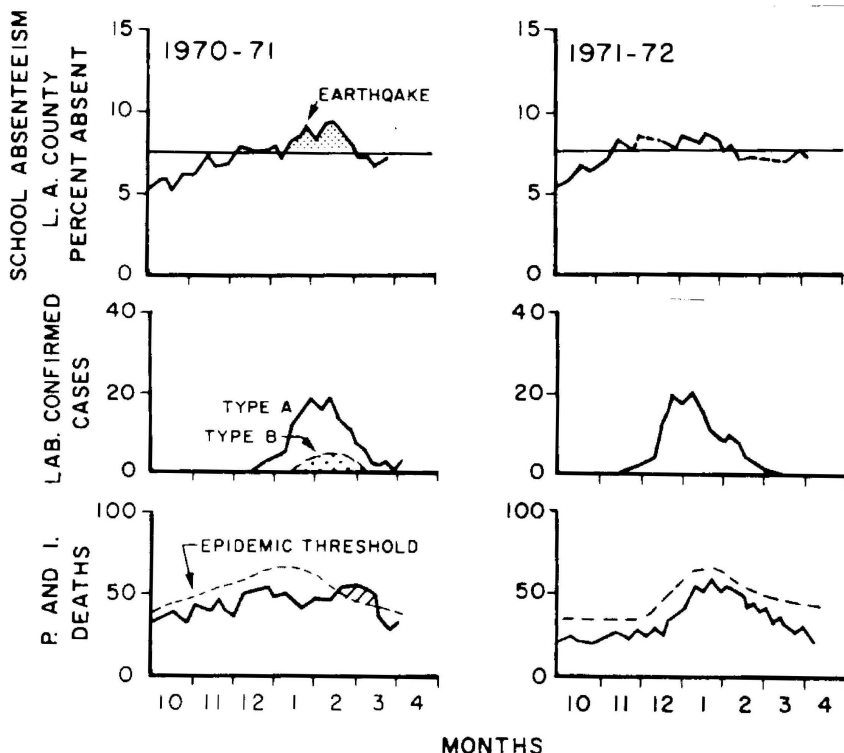 SCHOOL ABSENTEEISM
L. A. COUNTY
PERCENT ABSENT
15
10
5
0
1970-71
EARTHQAKE
15
10
5
0
1971-72
LAB. CONFIRMED
CASES
40
20
0
TYPE A
TYPE B
40
20
0
P. AND I.
DEATHS
100
50
0
EPIDEMIC THRESHOLD
10 11 12 1 2 3 4
100
50
0
10 11 12 1 2 3 4
MONTHS